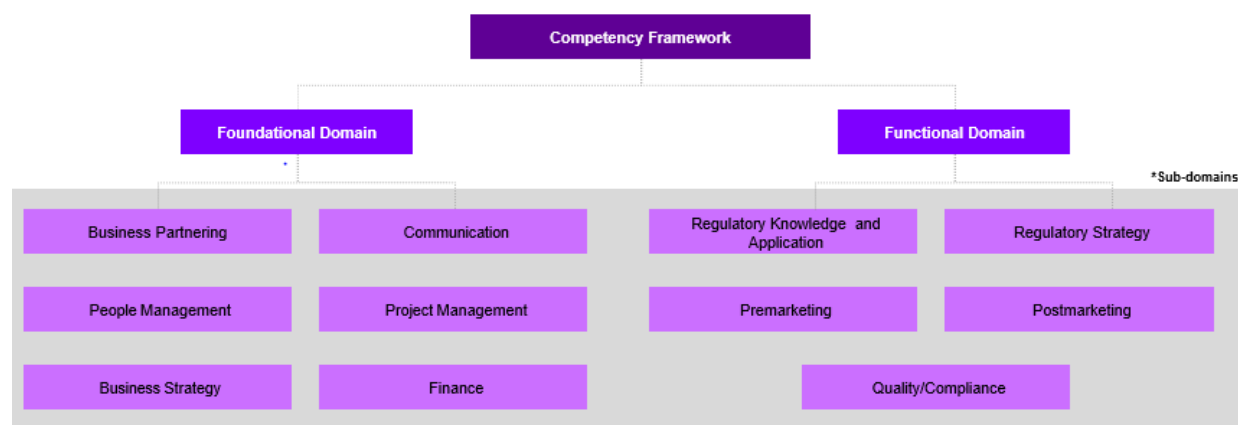 Competency Framework
Foundational Domain
Functional Domain
*
*Sub-domains
Business Partnering
Communication
Regulatory Knowledge and
Application
Regulatory Strategy
People Management
Project Management
Premarketing
Postmarketing
Business Strategy
Finance
Quality/Compliance